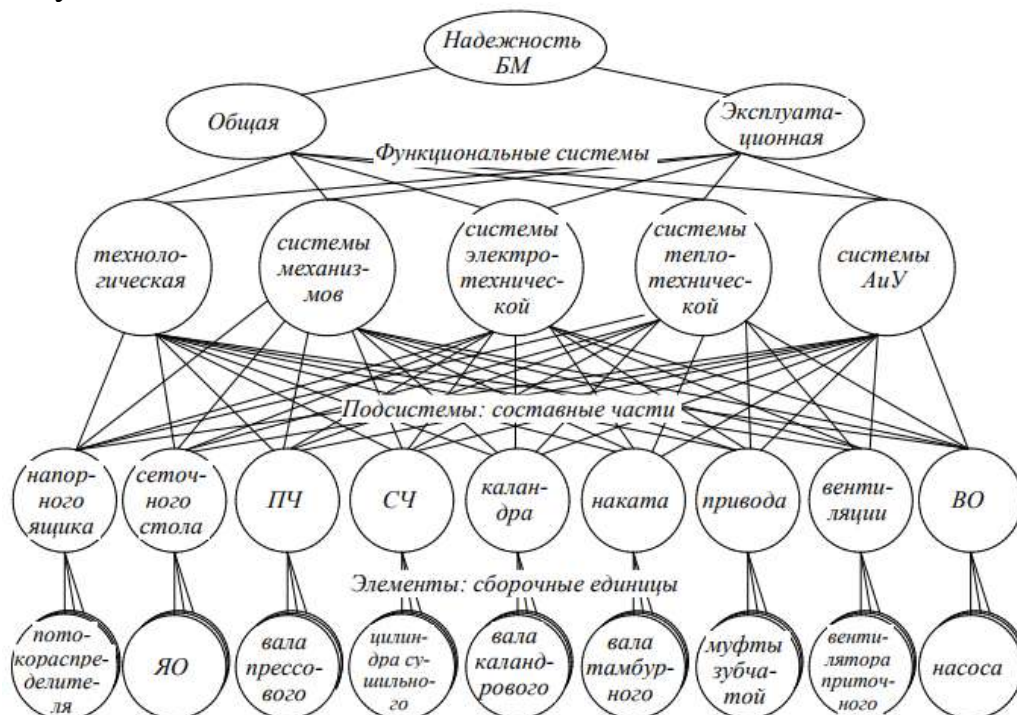 Надежность
БМ
Общая
Эксплуата-
ционная
Функциональные системы
техноло-
гическая
системы
механиз-
мов
системы
электро-
техничес-
кой
системы
тепло-
техничес-
кой
системы
АиУ
Подсистемы: составные части
напор-
ного
ящика
сеточ-
ного
стола
ПЧ
СЧ
калан-
дра
наката
привода
венти-
ляции
ВО
Элементы: сборочные единицы
пото-
кораспре-
делите-
ля
ЯО
вала
прессо-
вого
цилин-
дра су-
шильно-
го
вала
каланд-
рового
вала
тамбур-
ного
муфты
зубча-
той
венти-
лятора
приточ-
ного
насоса